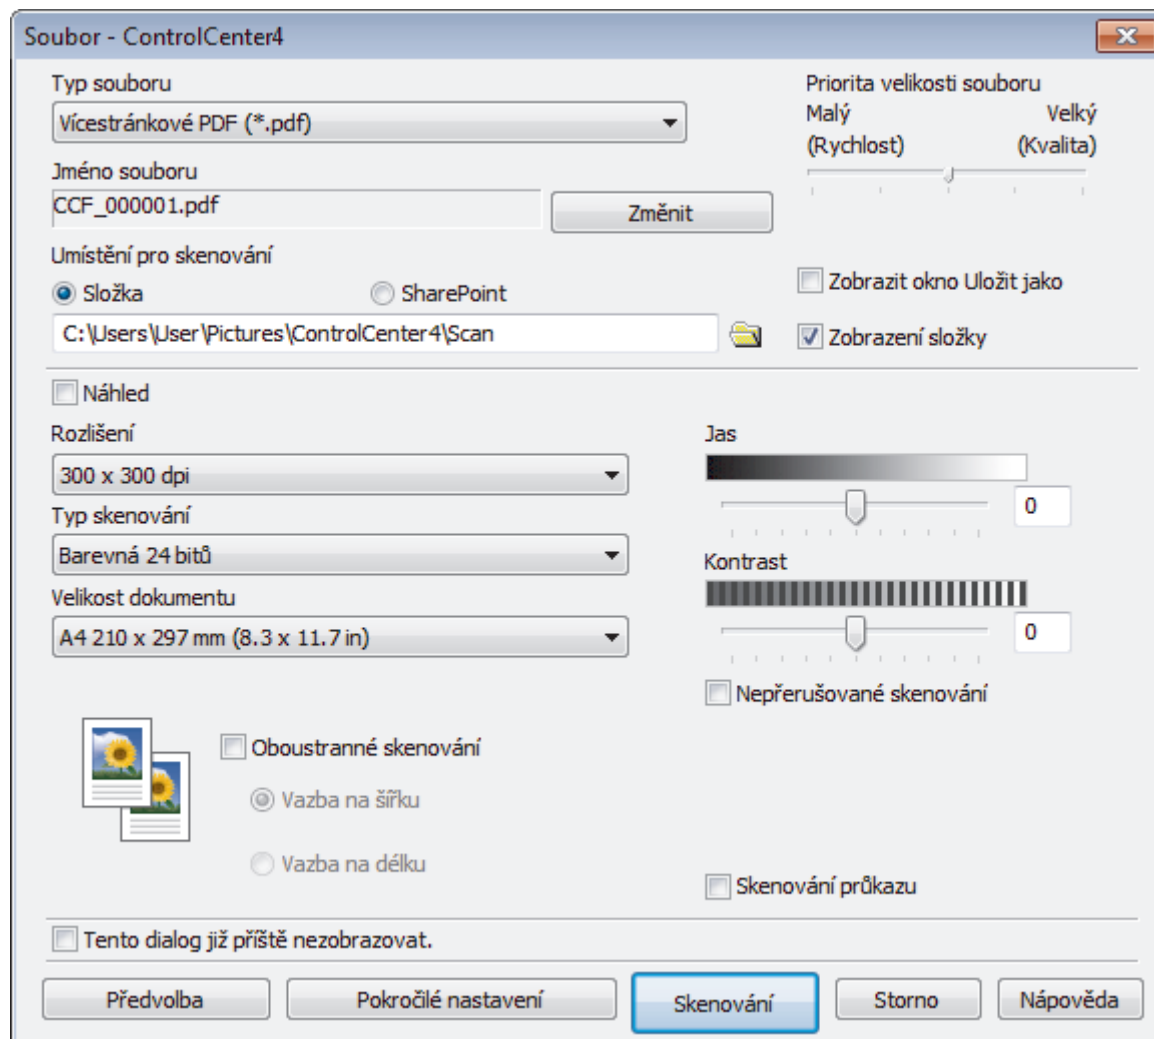 Soubor - ControlCenter4
Typ souboru
Vícestránkové PDF (*.pdf)
Priorita velikosti souboru
Malý Velký
(Rychlost) (Kvalita)
Jméno souboru
CCF_000001.pdf
Změnit
Umístění pro skenování
Složka SharePoint
Zobrazit okno Uložit jako
C:\Users\User\Pictures\ControlCenter4\Scan
Zobrazení složky
Náhled
Rozlišení
300 x 300 dpi
Typ skenování
Barevná 24 bitů
Velikost dokumentu
A4 210 x 297 mm (8.3 x 11.7 in)
Jas
0
Kontrast
0
Nepřerušované skenování
Oboustranné skenování
Vazba na šířku
Vazba na délku
Skenování průkazu
Tento dialog již příště nezobrazovat.
Předvolba Pokročilé nastavení Skenování Storno Nápověda